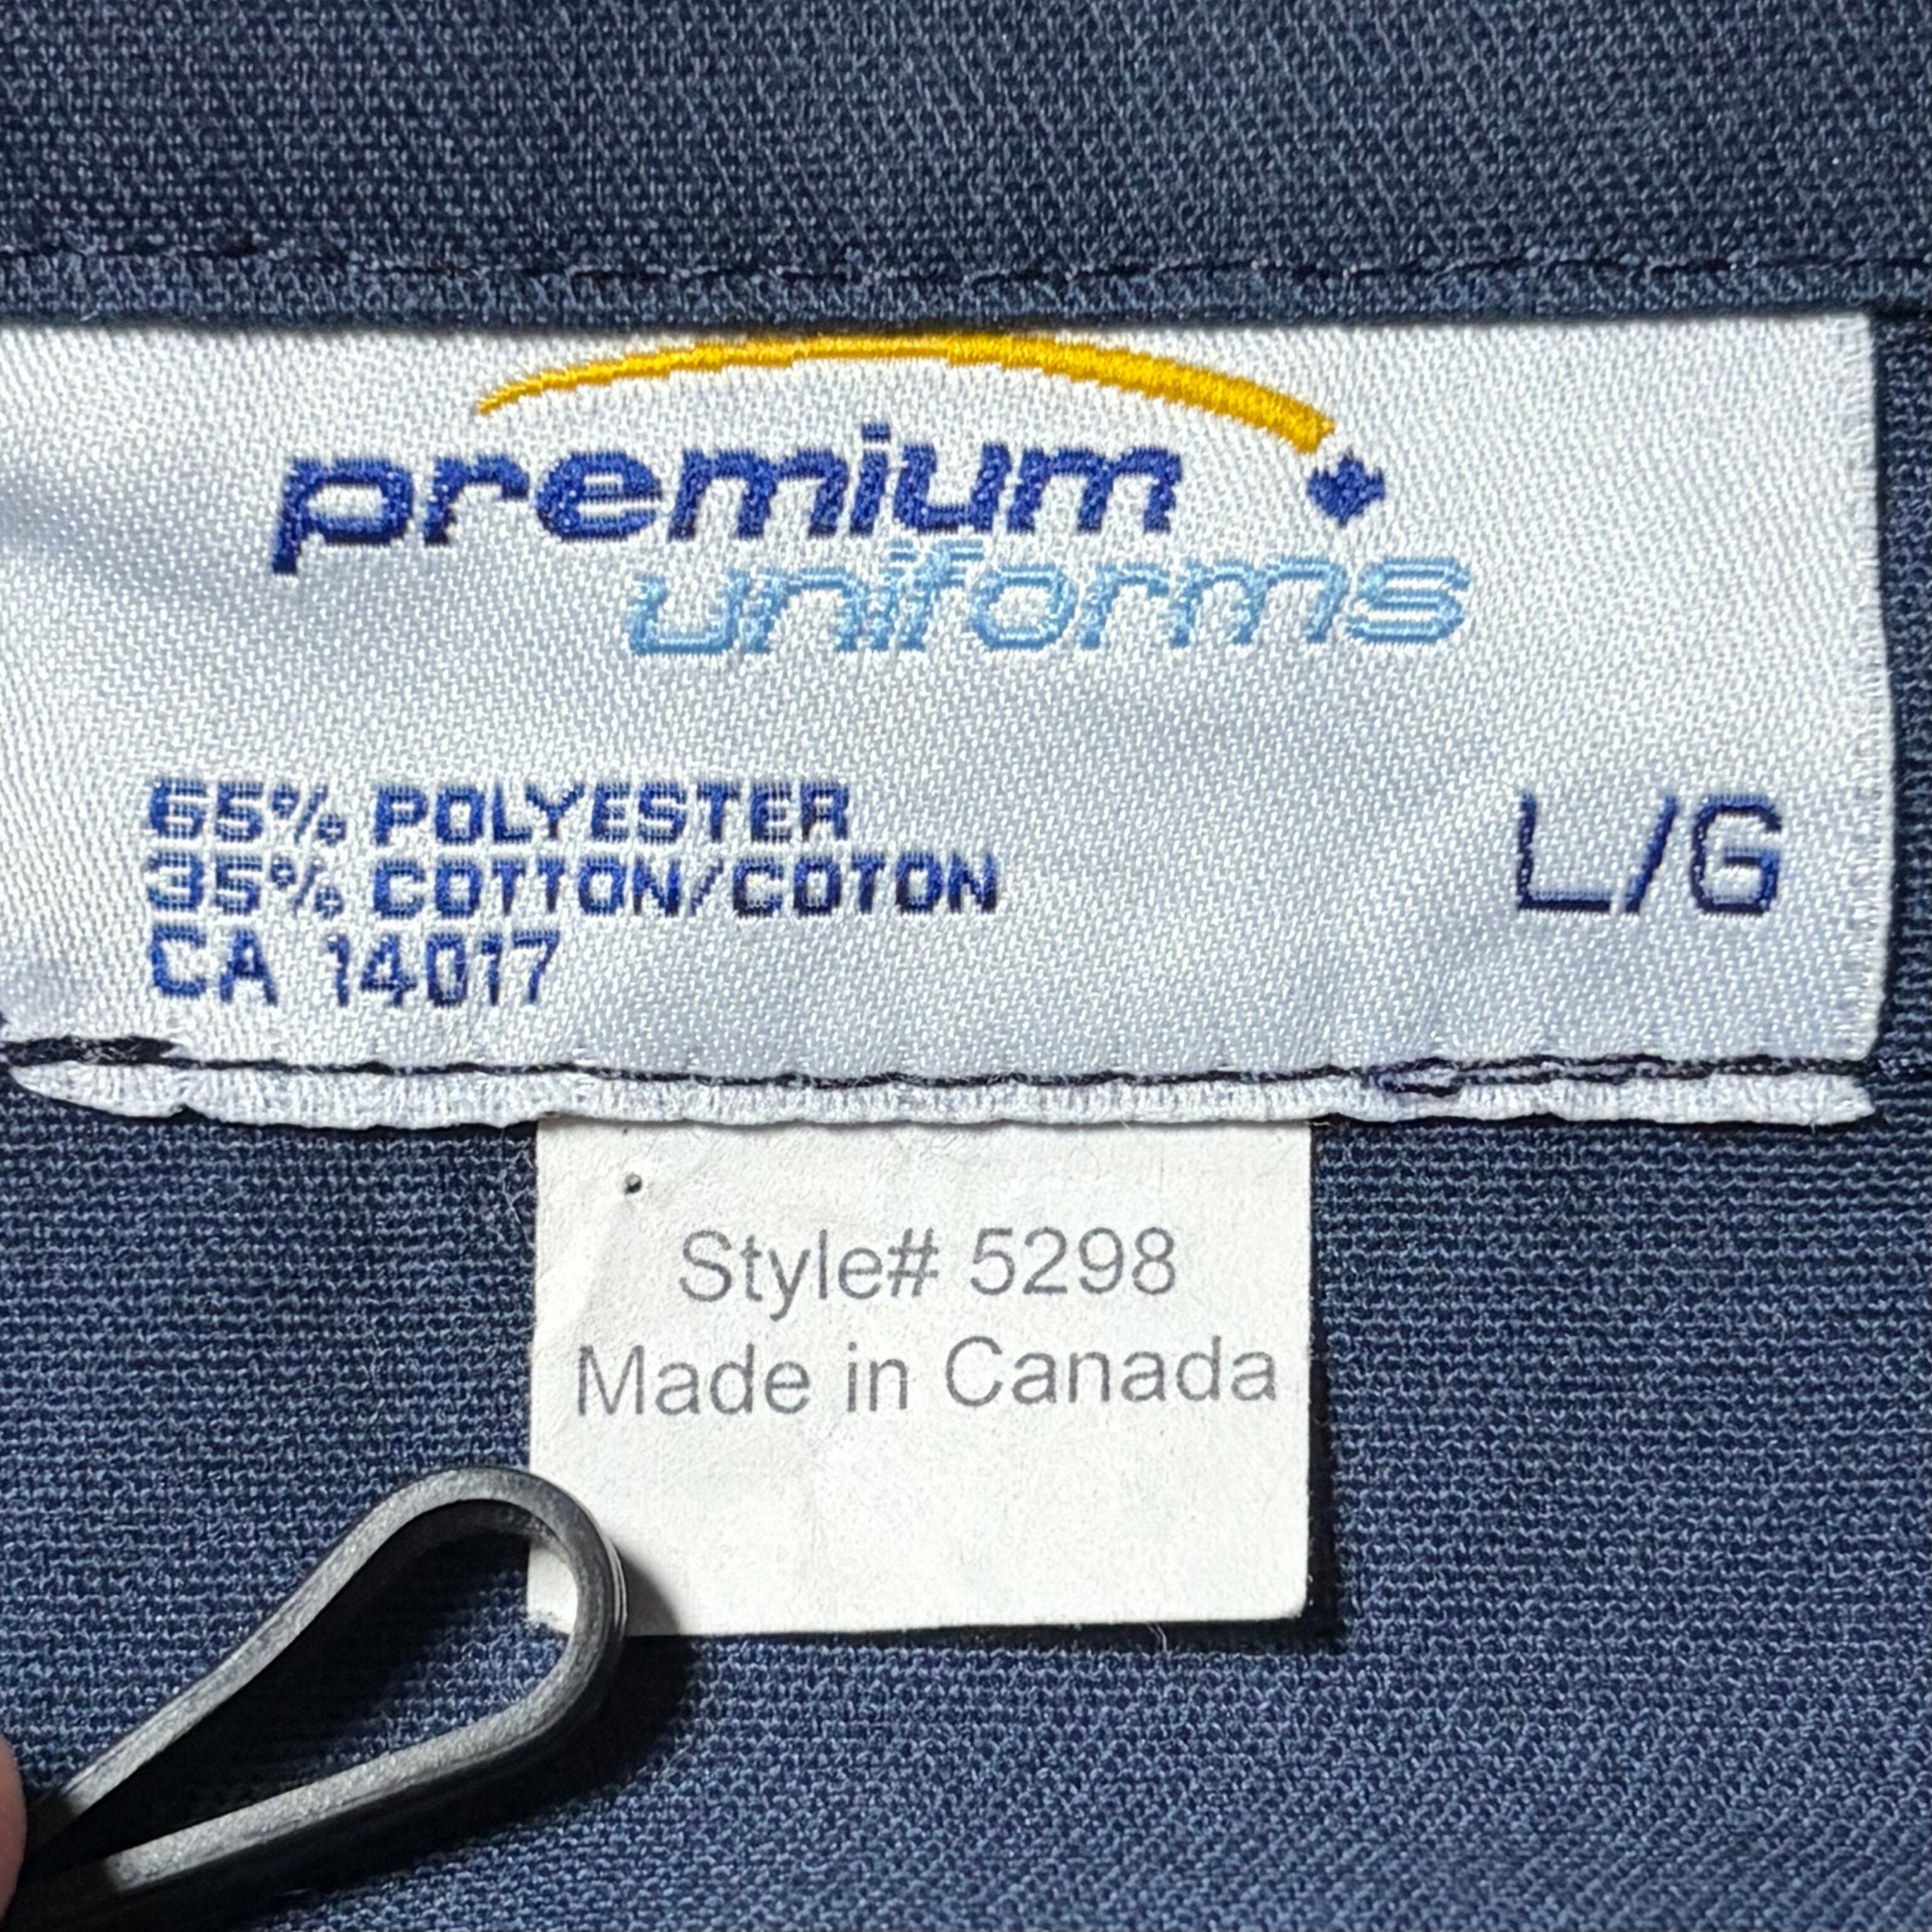 premium
uniforms
65% POLYESTER
35% COTTON/COTON
CA 14017
L/G
Style# 5298
Made in Canada